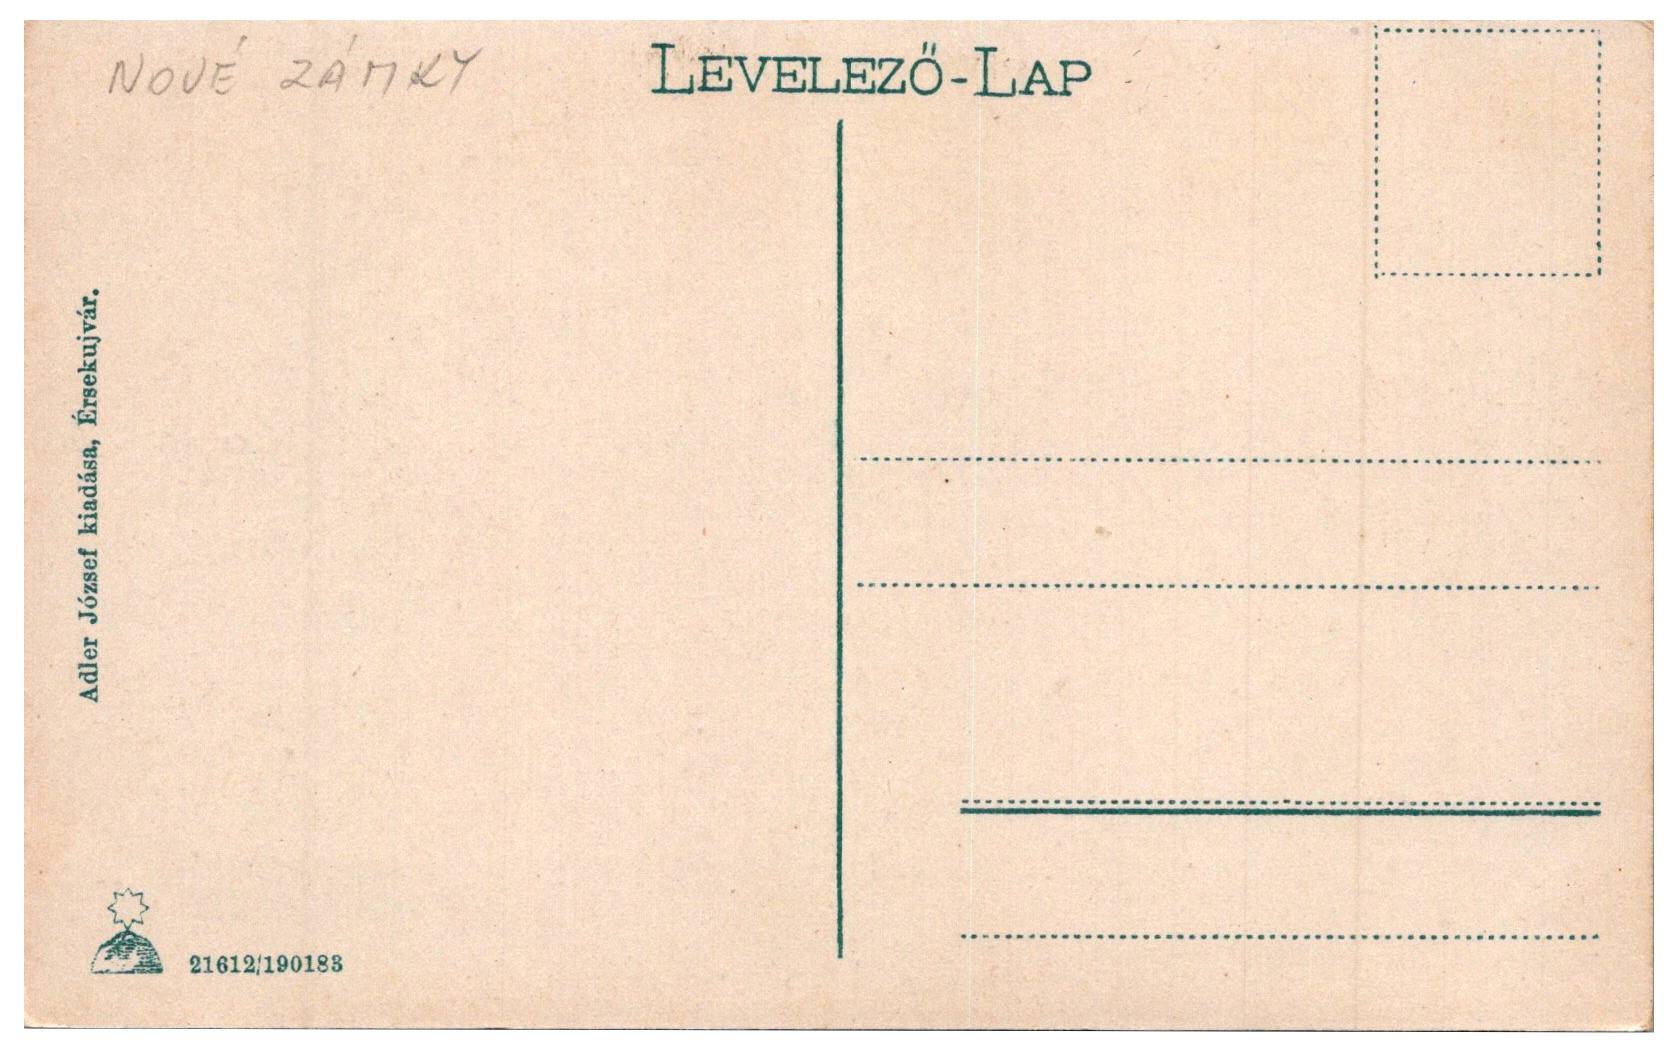 NOVÉ ZÁMKY
LEVELEZŐ-LAP
Adler József kiadása, Érsekujvár.
21612/190183